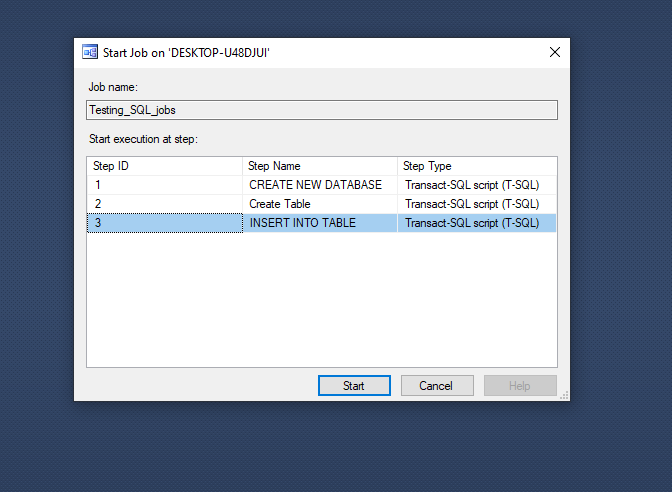 Start Job on 'DESKTOP-U48DJUI'
Job name:
Testing_SQL_jobs
Start execution at step:
Step ID Step Name Step Type
1 CREATE NEW DATABASE Transact-SQL script (T-SQL)
2 Create Table Transact-SQL script (T-SQL)
3 INSERT INTO TABLE Transact-SQL script (T-SQL)
Start Cancel Help